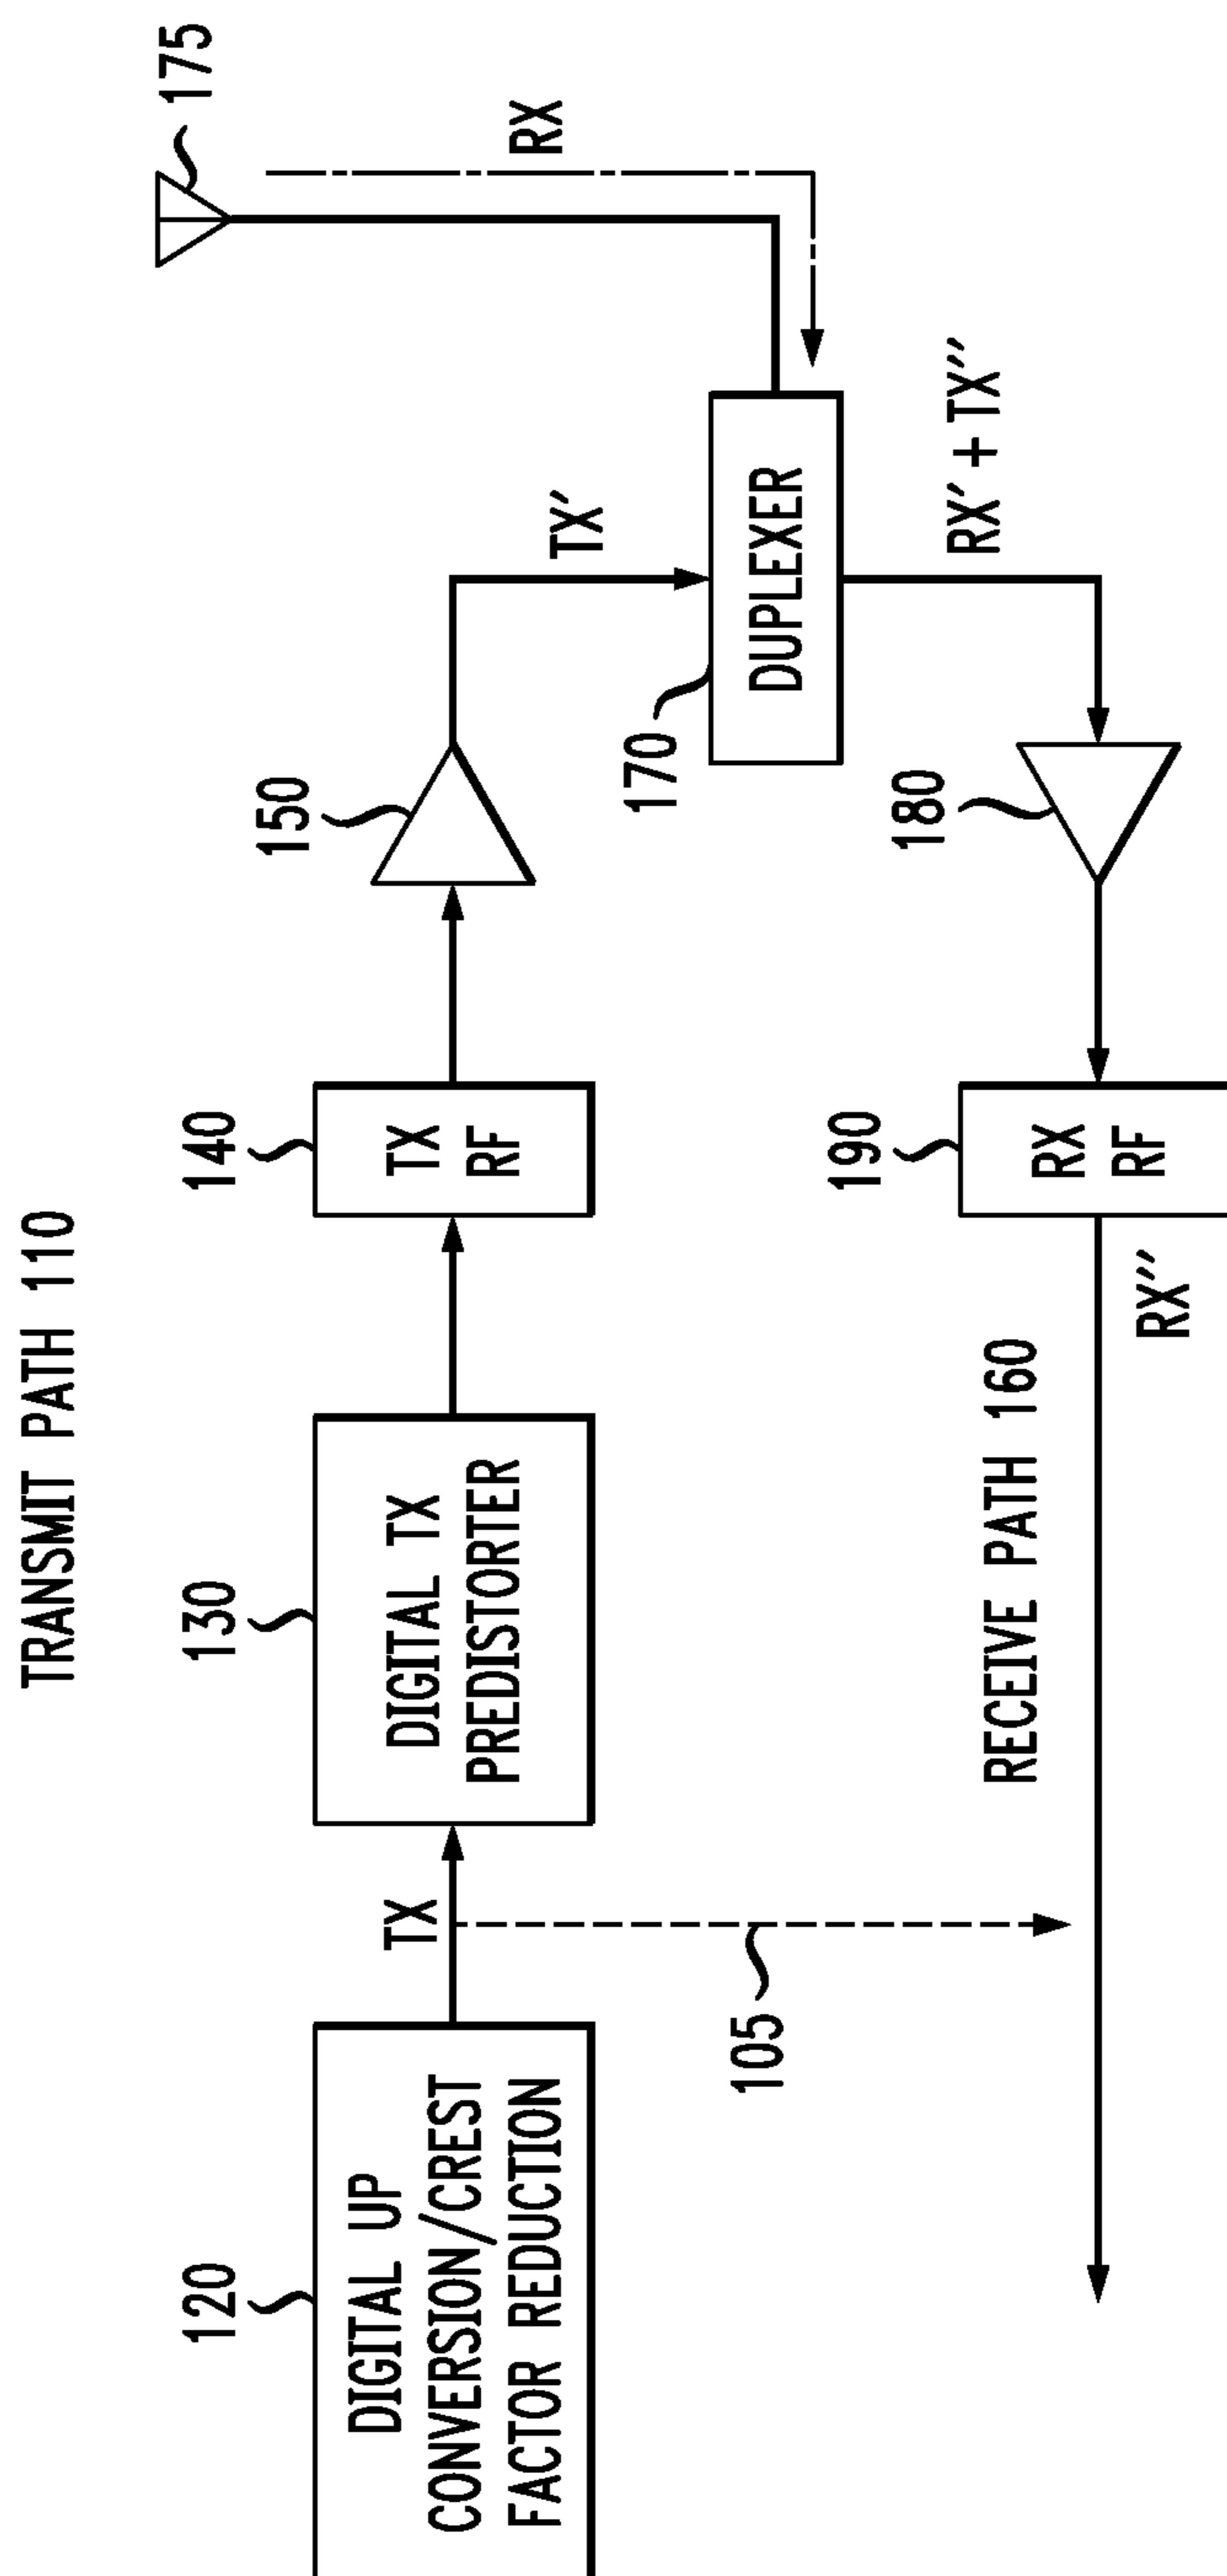 TRANSMIT PATH 110
120
DIGITAL UP
CONVERSION/CREST
FACTOR REDUCTION
TX
130
DIGITAL TX
PREDISTORTER
140
TX
RF
150
TX′
175
RX
170
DUPLEXER
RX′ + TX″
180
190
RX
RF
RX″
RECEIVE PATH 160
105